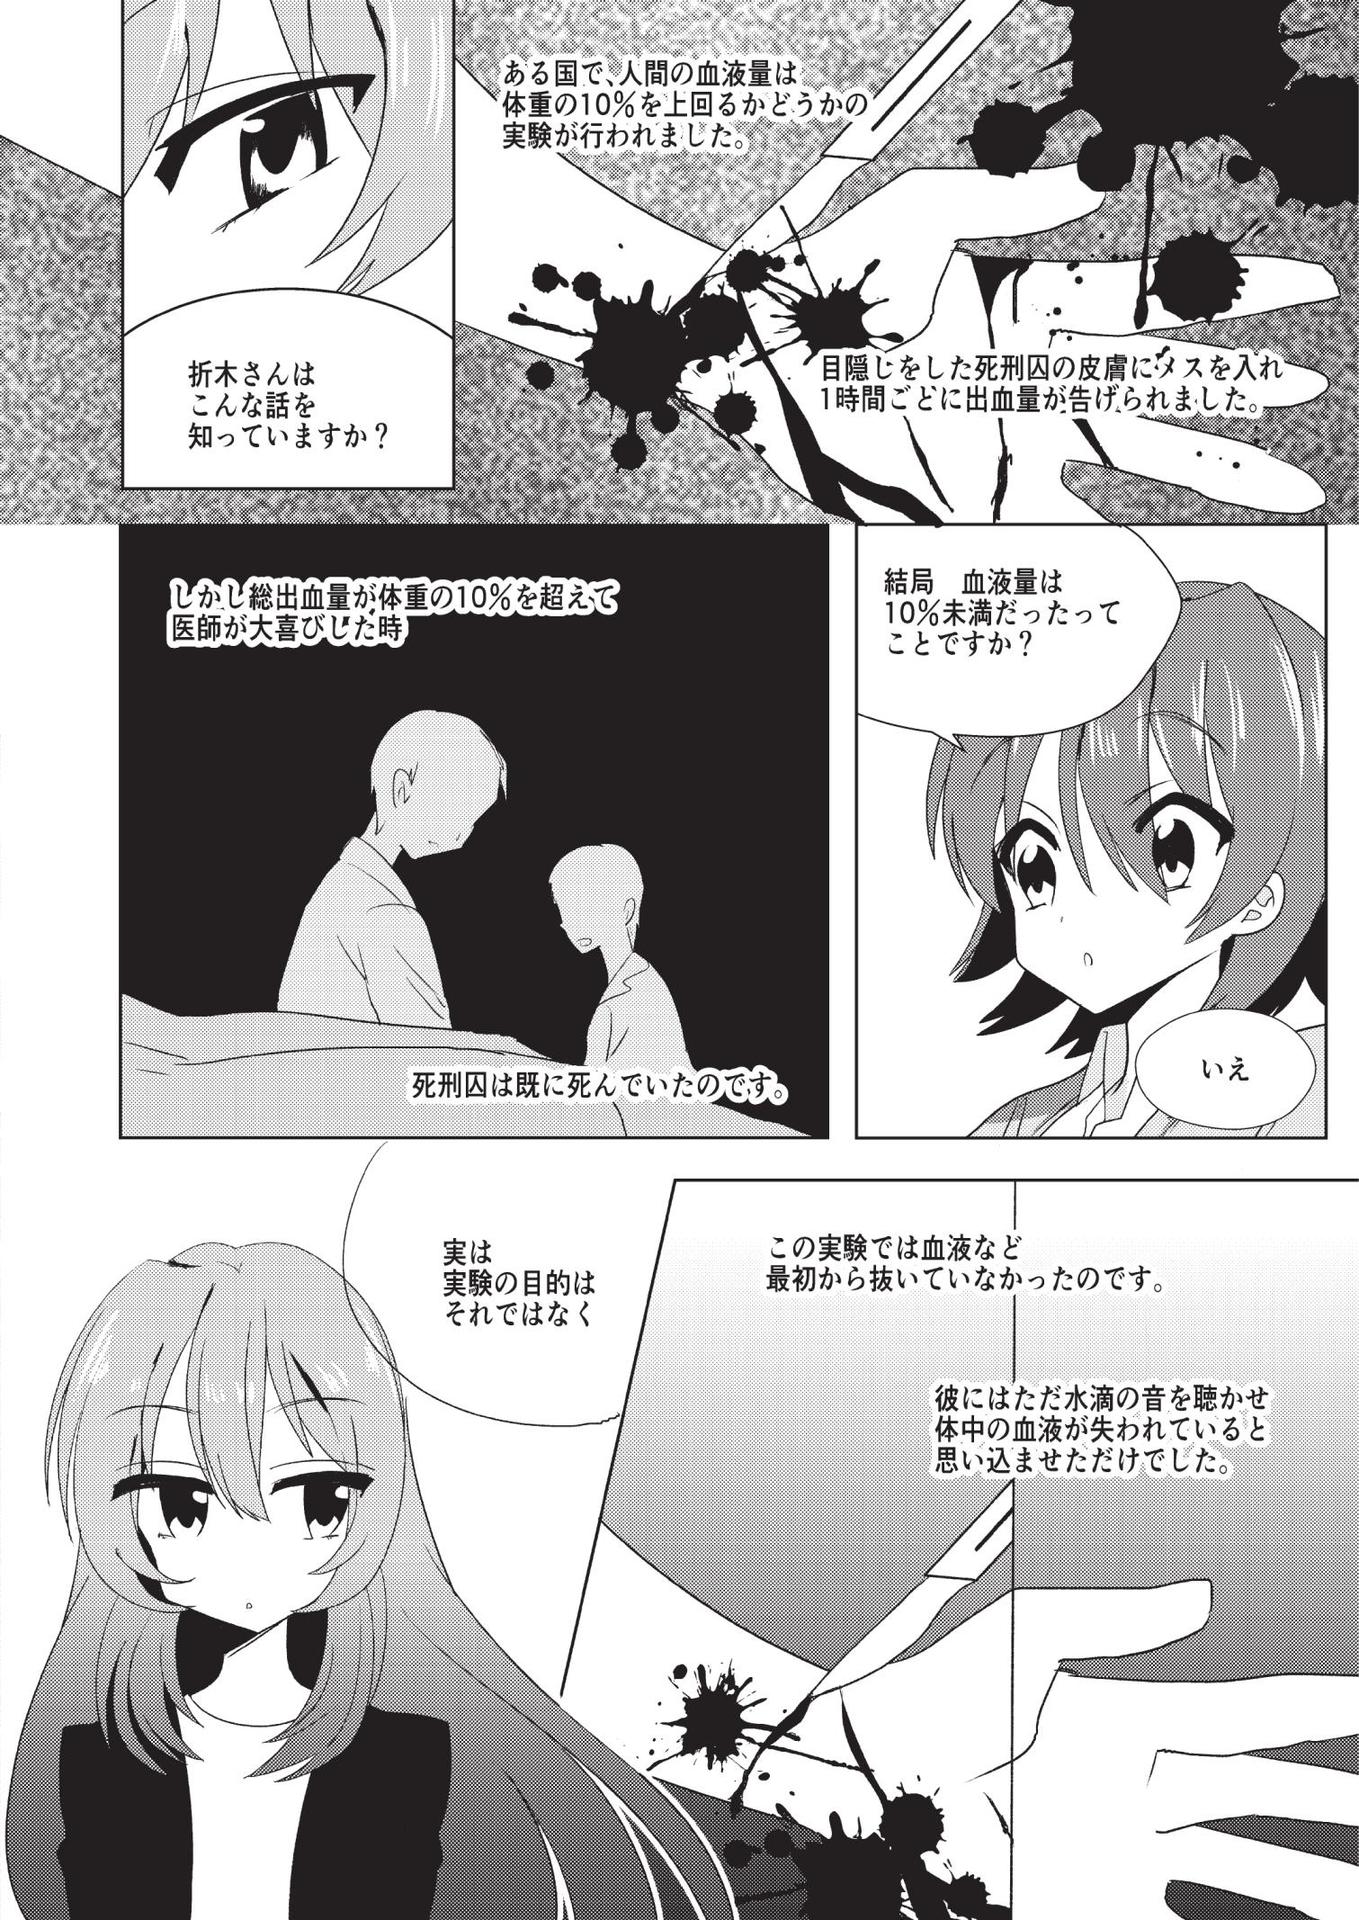 折木さんは
こんな話を
知っていますか？
ある国で､人間の血液量は
体重の10％を上回るかどうかの
実験が行われました。
目隠しをした死刑囚の皮膚にメスを入れ
1時間ごとに出血量が告げられました。
しかし総出血量が体重の10％を超えて
医師が大喜びした時
死刑囚は既に死んでいたのです。
結局　血液量は
10％未満だったって
ことですか？
いえ
実は
実験の目的は
それではなく
この実験では血液など
最初から抜いていなかったのです。
彼にはただ水滴の音を聴かせ
体中の血液が失われていると
思い込ませただけでした。